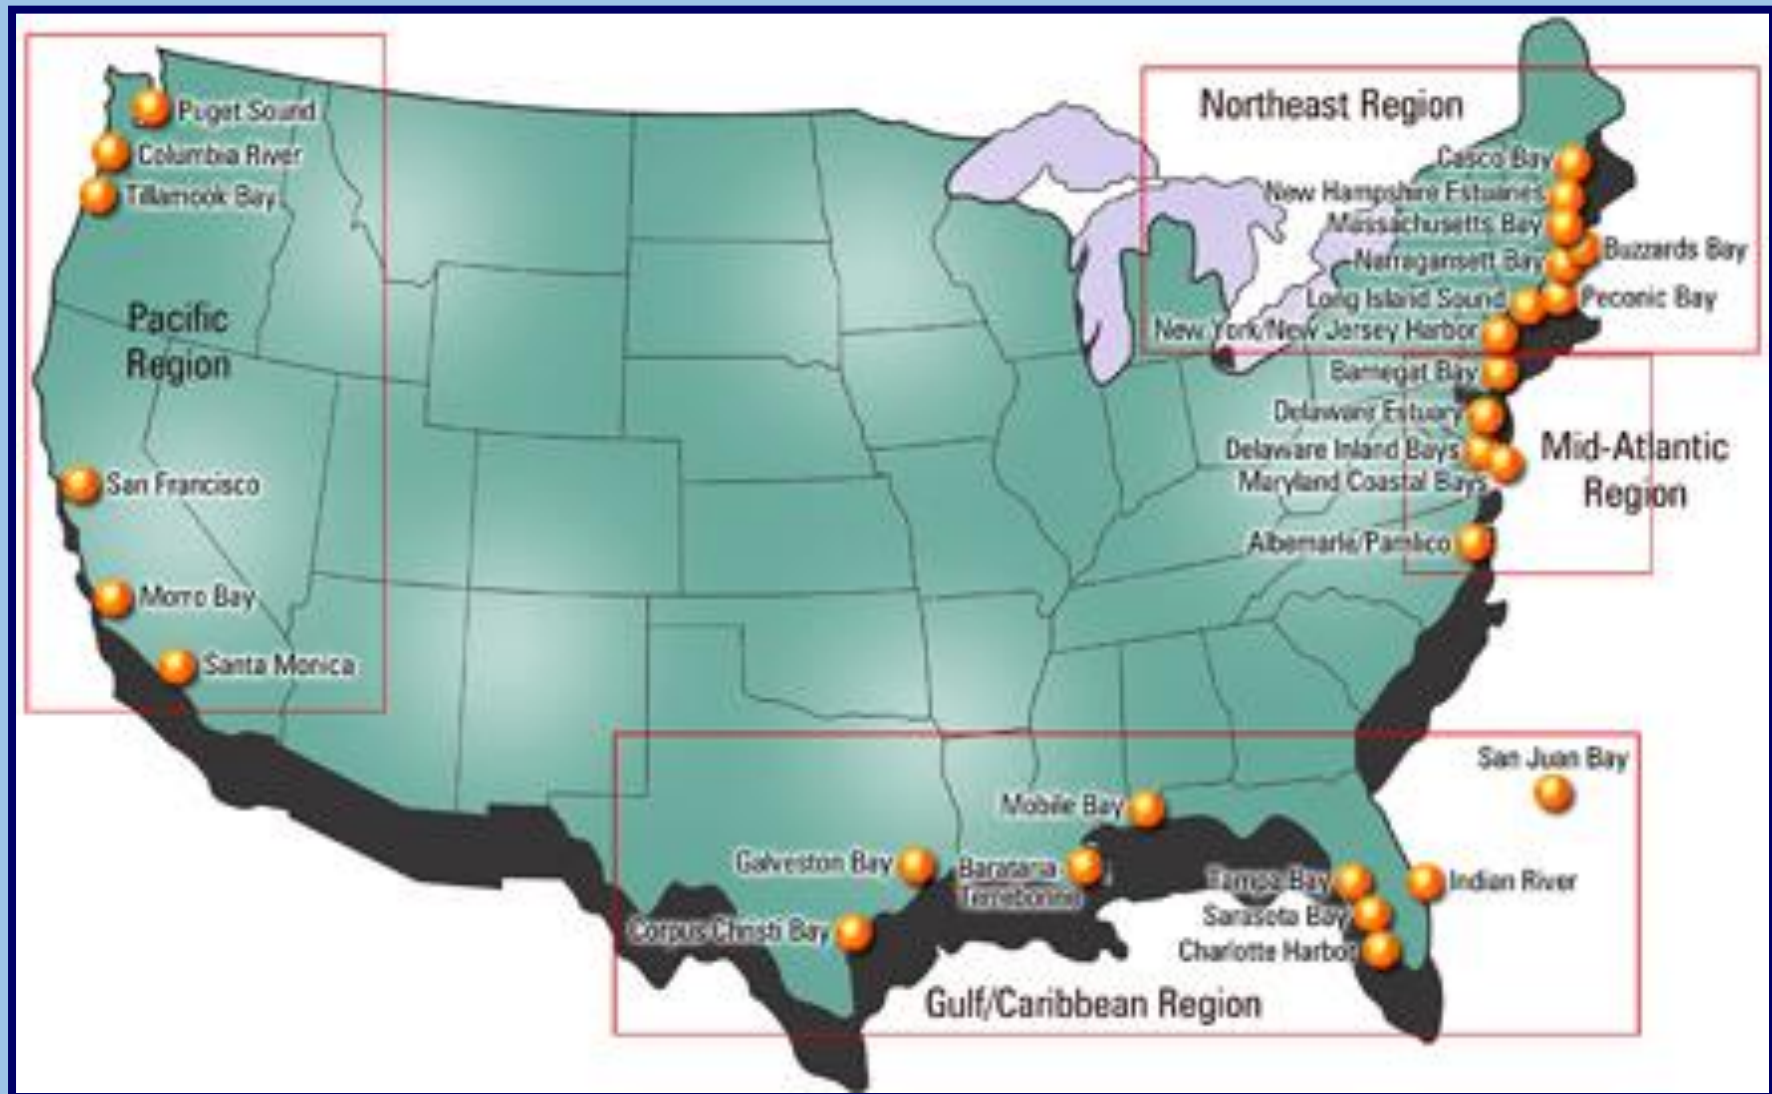 Northeast Region
Puget Sound
Columbia River
Tillamook Bay
Casco Bay
New Hampshire Estuaries
Massachusetts Bay
Buzzards Bay
Narragansett Bay
Long Island Sound
Peconic Bay
New York/New Jersey Harbor
Pacific
Region
Barnegat Bay
Delaware Estuary
Delaware Inland Bays
Maryland Coastal Bays
Mid-Atlantic
Region
San Francisco
Albemarle/Pamlico
Morro Bay
Santa Monica
San Juan Bay
Mobile Bay
Galveston Bay
Barataria
Terrebonne
Tampa Bay
Indian River
Sarasota Bay
Corpus Christi Bay
Charlotte Harbor
Gulf/Caribbean Region